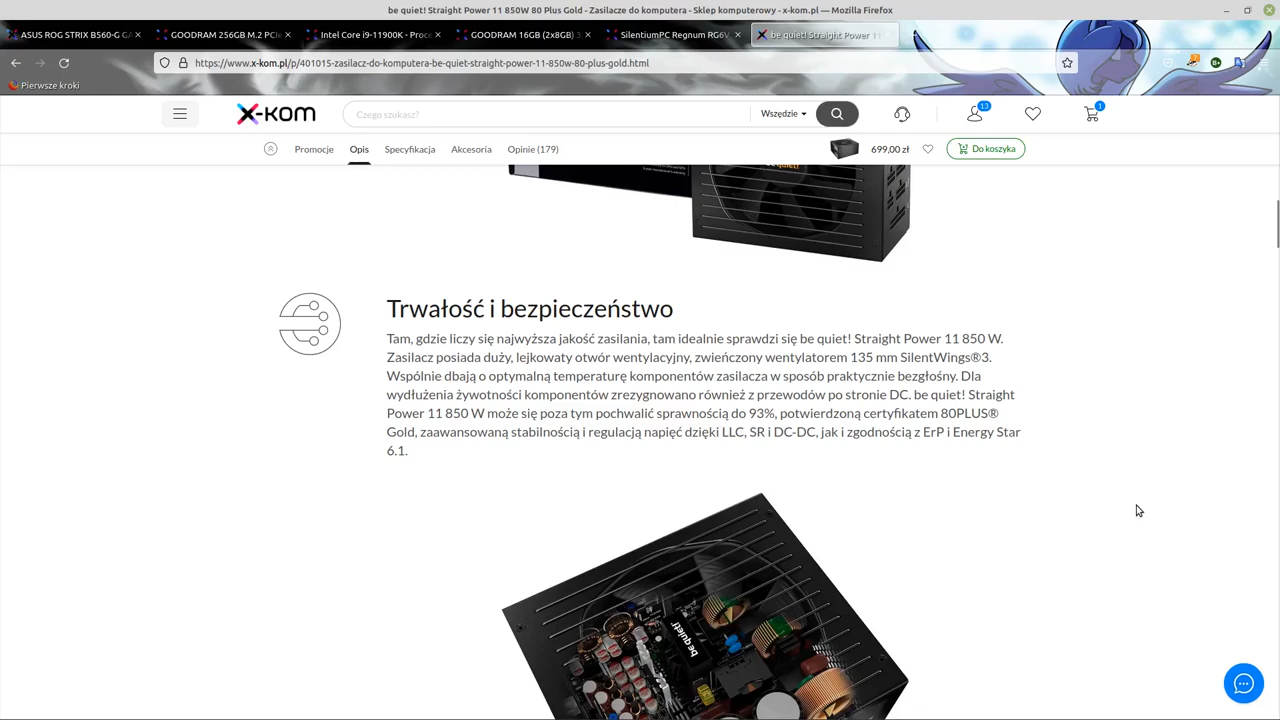 be quiet! Straight Power 11 850W 80 Plus Gold - Zasilacze do komputera - Sklep komputerowy - x-kom.pl — Mozilla Firefox
ASUS ROG STRIX B560-G GA
GOODRAM 256GB M.2 PCIe
Intel Core i9-11900K - Proce
GOODRAM 16GB (2x8GB) 3
SilentiumPC Regnum RG6V
be quiet! Straight Power 11
https://www.x-kom.pl/p/401015-zasilacz-do-komputera-be-quiet-straight-power-11-850w-80-plus-gold.html
Pierwsze kroki
x-kom
Czego szukasz?
Wszędzie
13
1
Promocje
Opis
Specyfikacja
Akcesoria
Opinie (179)
699,00 zł
Do koszyka
Trwałość i bezpieczeństwo
Tam, gdzie liczy się najwyższa jakość zasilania, tam idealnie sprawdzi się be quiet! Straight Power 11 850 W.
Zasilacz posiada duży, lejkowaty otwór wentylacyjny, zwieńczony wentylatorem 135 mm SilentWings®3.
Wspólnie dbają o optymalną temperaturę komponentów zasilacza w sposób praktycznie bezgłośny. Dla
wydłużenia żywotności komponentów zrezygnowano również z przewodów po stronie DC. be quiet! Straight
Power 11 850 W może się poza tym pochwalić sprawnością do 93%, potwierdzoną certyfikatem 80PLUS®
Gold, zaawansowaną stabilnością i regulacją napięć dzięki LLC, SR i DC-DC, jak i zgodnością z ErP i Energy Star
6.1.
be quiet!